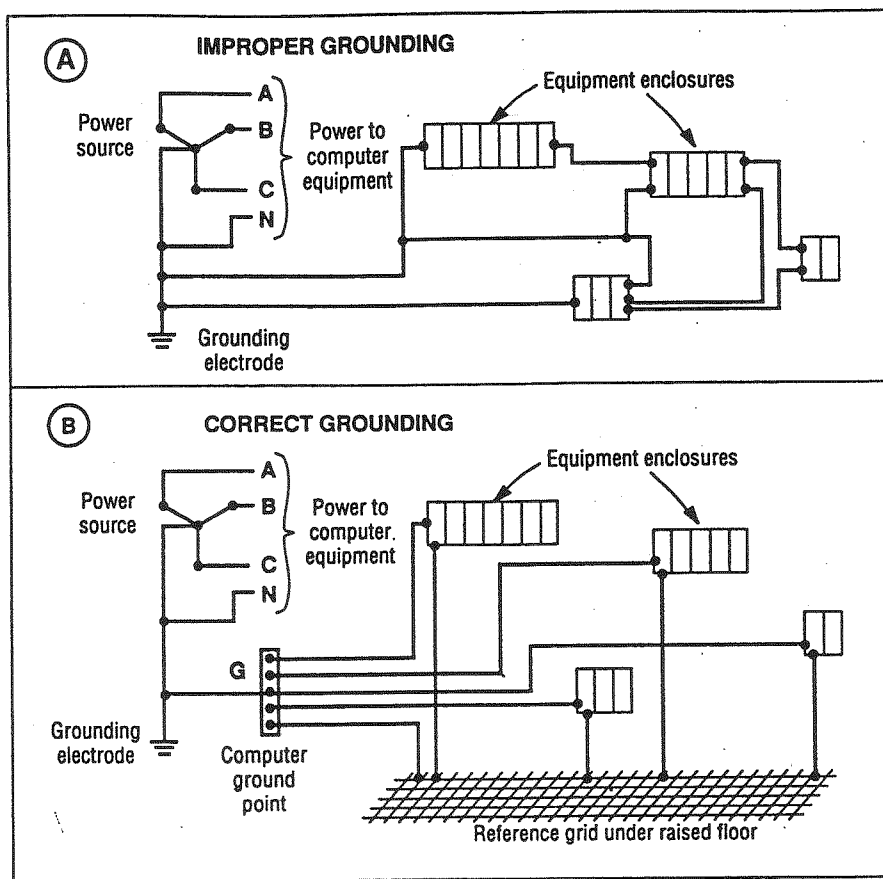 A
IMPROPER GROUNDING
Power
source
A
B
C
N
Power to
computer
equipment
Equipment enclosures
Grounding
electrode
B
CORRECT GROUNDING
Power
source
A
B
C
N
Power to
computer.
equipment
Equipment enclosures
G
Grounding
electrode
Computer
ground
point
Reference grid under raised floor